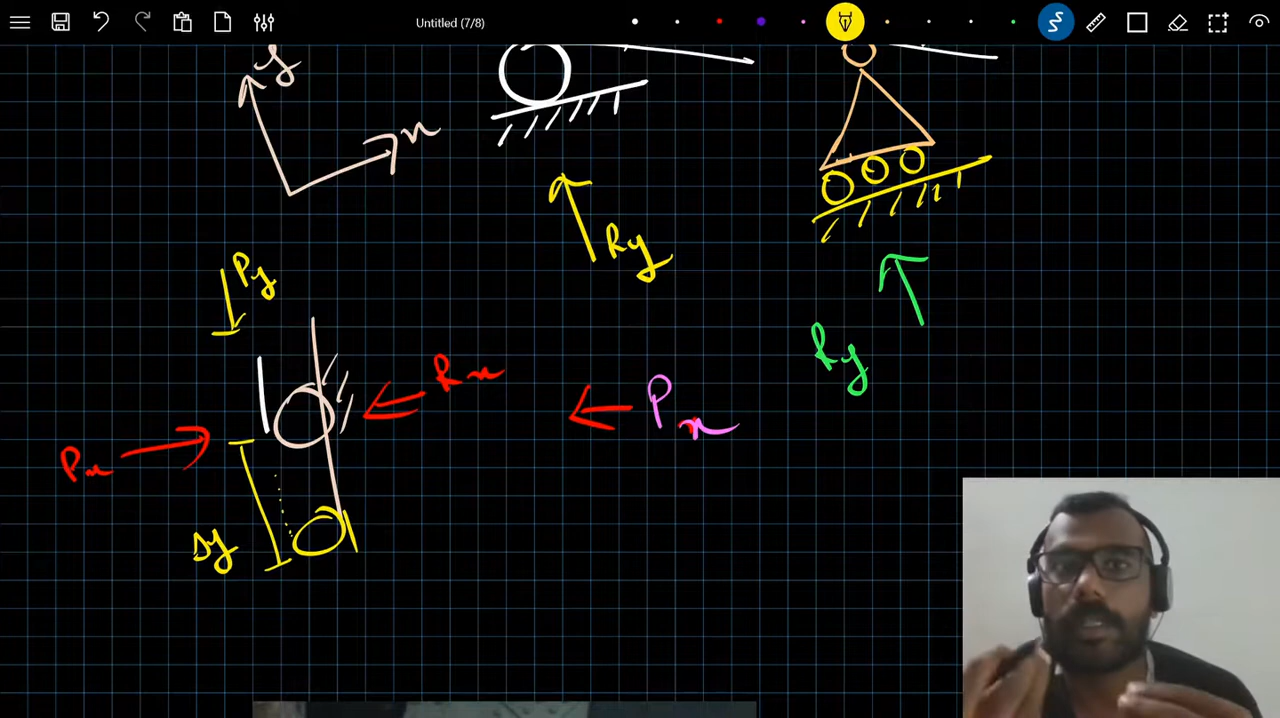 Untitled (7/8)
y
x
Ry
Py
Ry
Rx
Px
Px
Δy